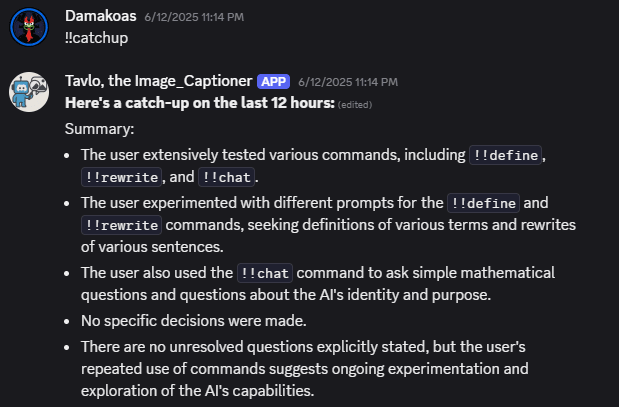 Damakoas 6/12/2025 11:14 PM
!!catchup
Tavlo, the Image_Captioner APP 6/12/2025 11:14 PM
Here's a catch-up on the last 12 hours: (edited)
Summary:
• The user extensively tested various commands, including !!define,
!!rewrite, and !!chat.
• The user experimented with different prompts for the !!define and
!!rewrite commands, seeking definitions of various terms and rewrites
of various sentences.
• The user also used the !!chat command to ask simple mathematical
questions and questions about the AI's identity and purpose.
• No specific decisions were made.
• There are no unresolved questions explicitly stated, but the user's
repeated use of commands suggests ongoing experimentation and
exploration of the AI's capabilities.